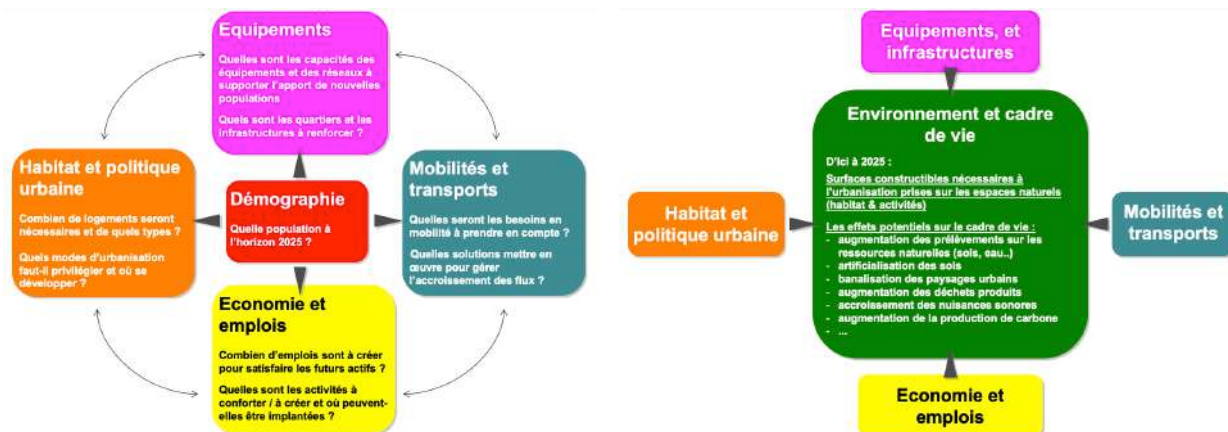 Equipements
Quelles sont les capacités des
équipements et des réseaux à
supporter l'apport de nouvelles
populations
Quels sont les quartiers et les
infrastructures à renforcer ?
Habitat et politique
urbaine
Combien de logements seront
nécessaires et de quels types ?
Quels modes d'urbanisation
faut-il privilégier et où se
développer ?
Démographie
Quelle population à
l'horizon 2025 ?
Mobilités et
transports
Quelles seront les besoins en
mobilité à prendre en compte ?
Quelles solutions mettre en
œuvre pour gérer
l'accroissement des flux ?
Economie et
emplois
Combien d'emplois sont à créer
pour satisfaire les futurs actifs ?
Quelles sont les activités à
conforter / à créer et où peuvent-
elles être implantées ?
Equipements, et
infrastructures
Environnement et cadre
de vie
D'Ici à 2025 :
Surfaces constructibles nécessaires à
l'urbanisation prises sur les espaces naturels
(habitat & activités)
Les effets potentiels sur le cadre de vie :
- augmentation des prélèvements sur les
ressources naturelles (sols, eau..)
- artificialisation des sols
- banalisation des paysages urbains
- augmentation des déchets produits
- accroissement des nuisances sonores
- augmentation de la production de carbone
- ...
Habitat et
politique urbaine
Mobilités et
transports
Economie et
emplois